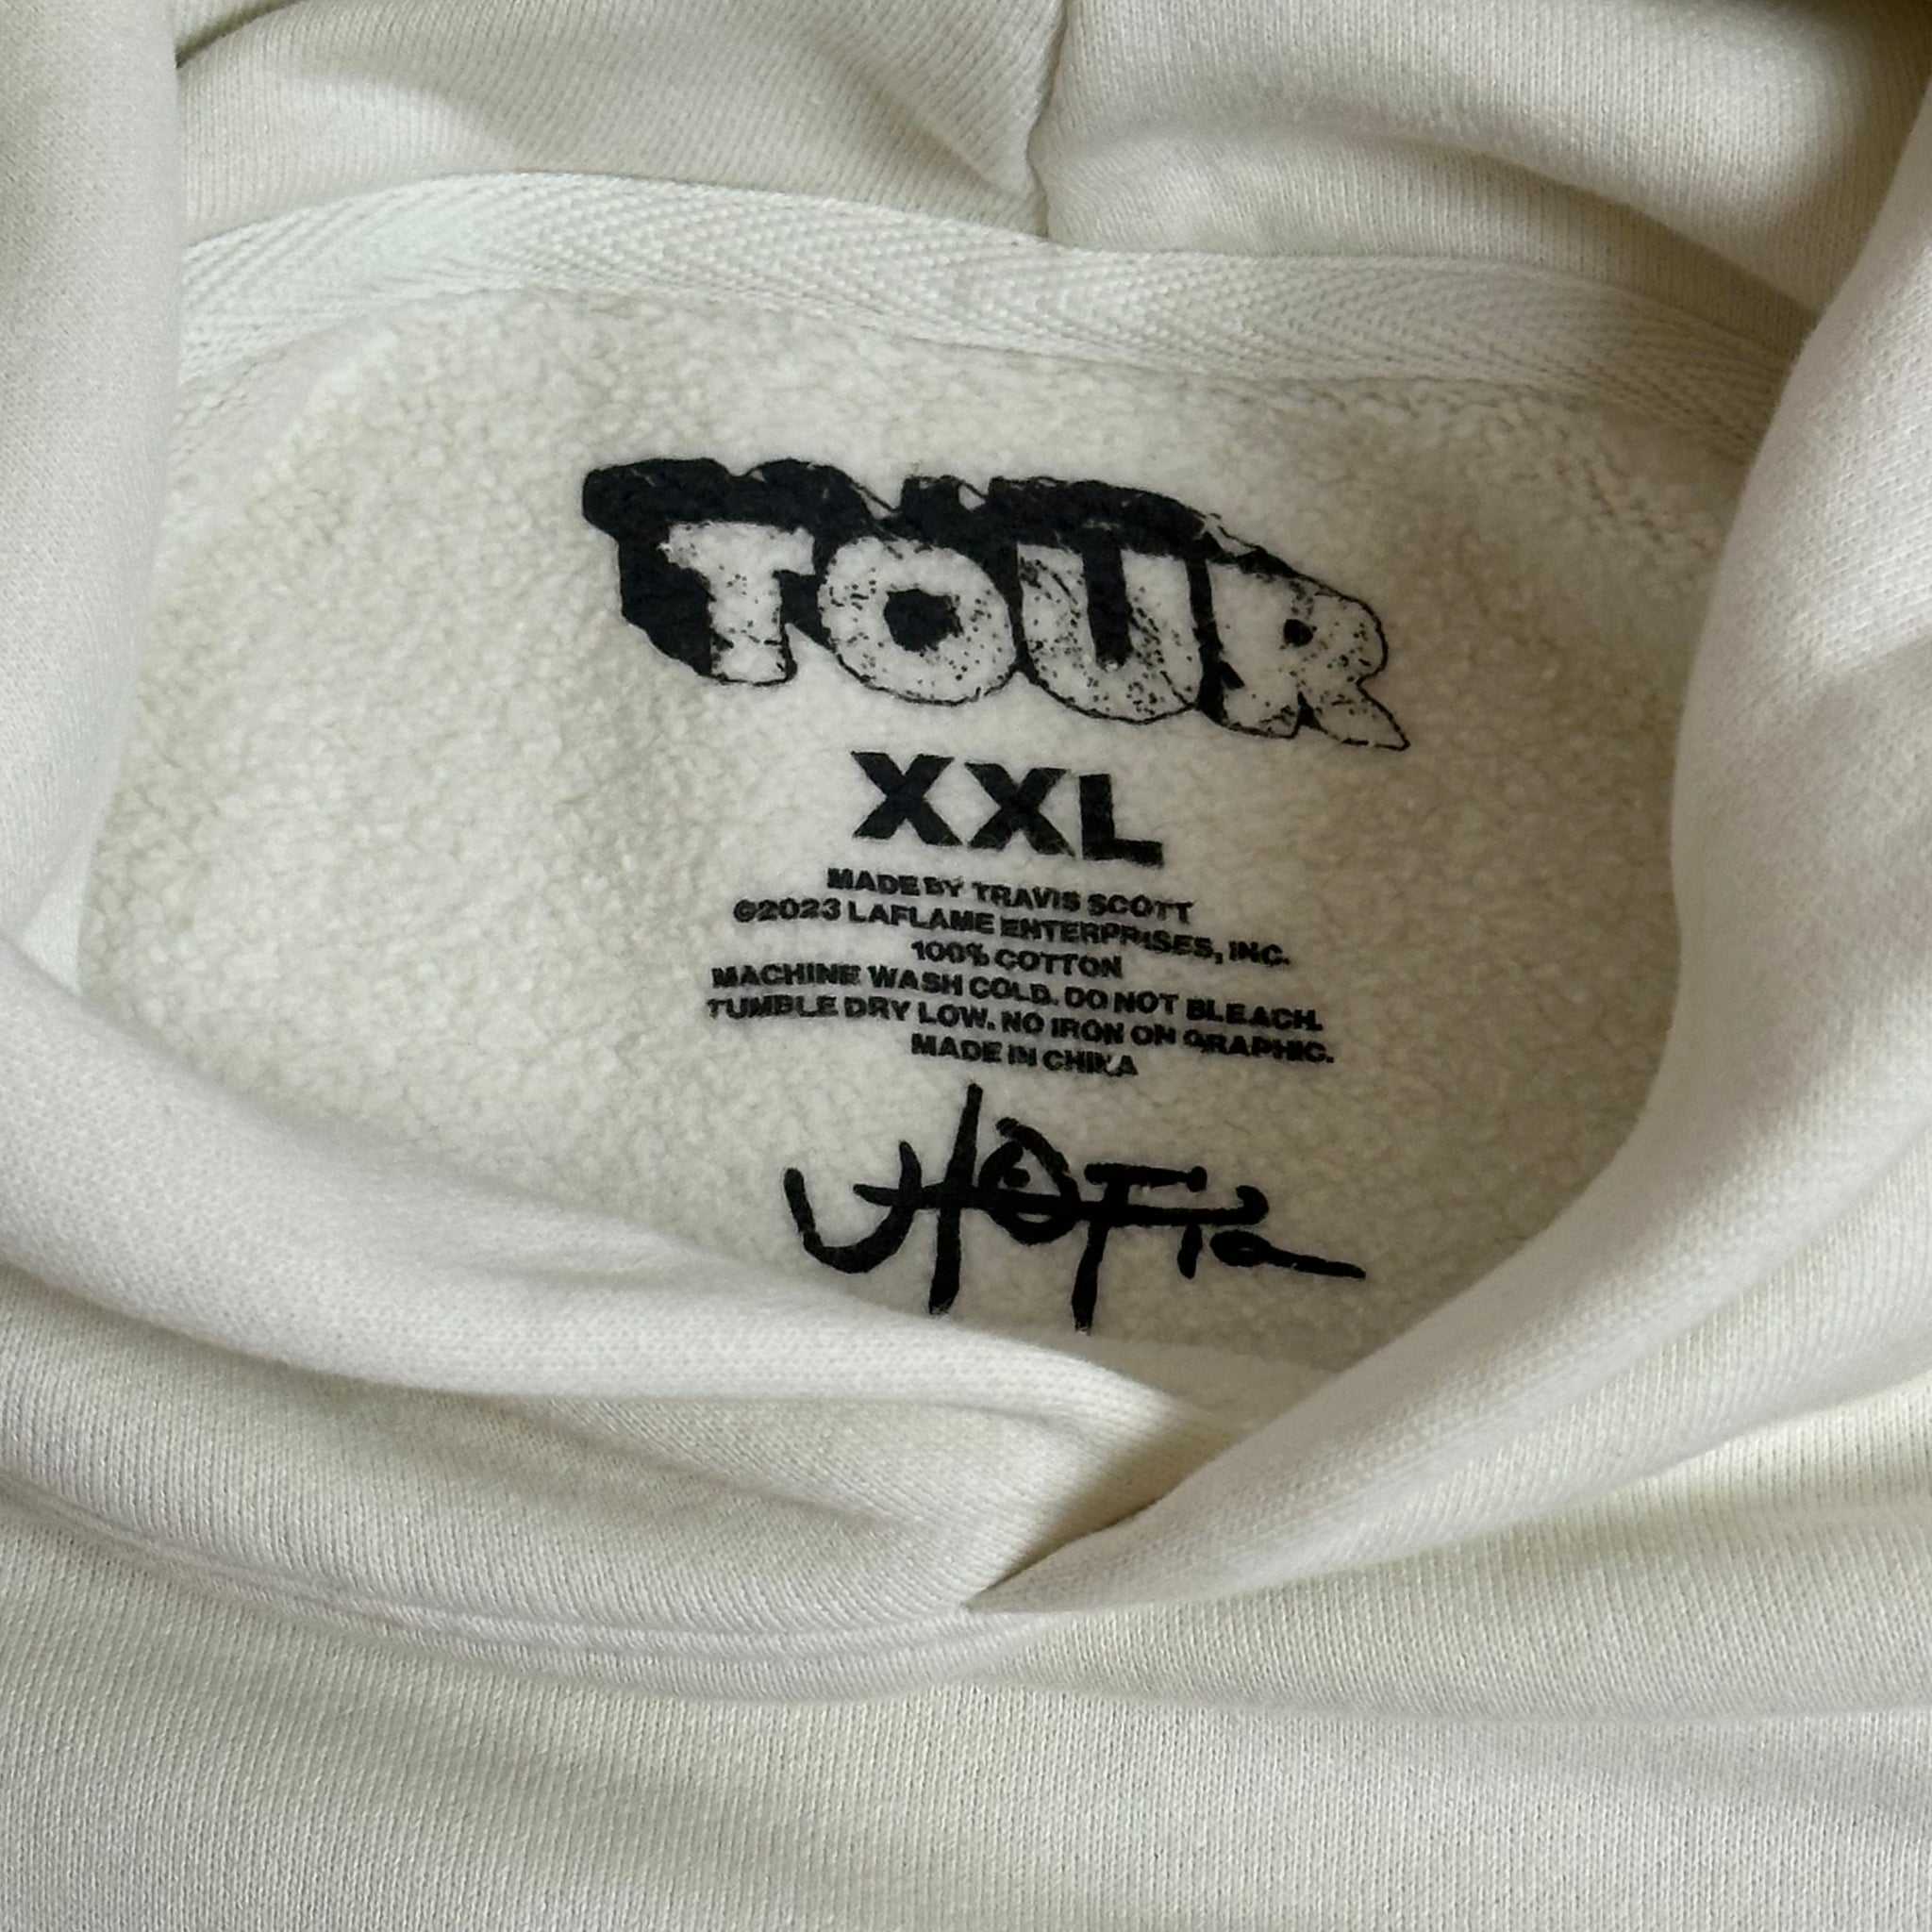 TOUR
XXL
MADE BY TRAVIS SCOTT
©2023 LAFLAME ENTERPRISES, INC.
100% COTTON
MACHINE WASH COLD. DO NOT BLEACH.
TUMBLE DRY LOW. NO IRON ON GRAPHIC.
MADE IN CHINA
UTOPIA